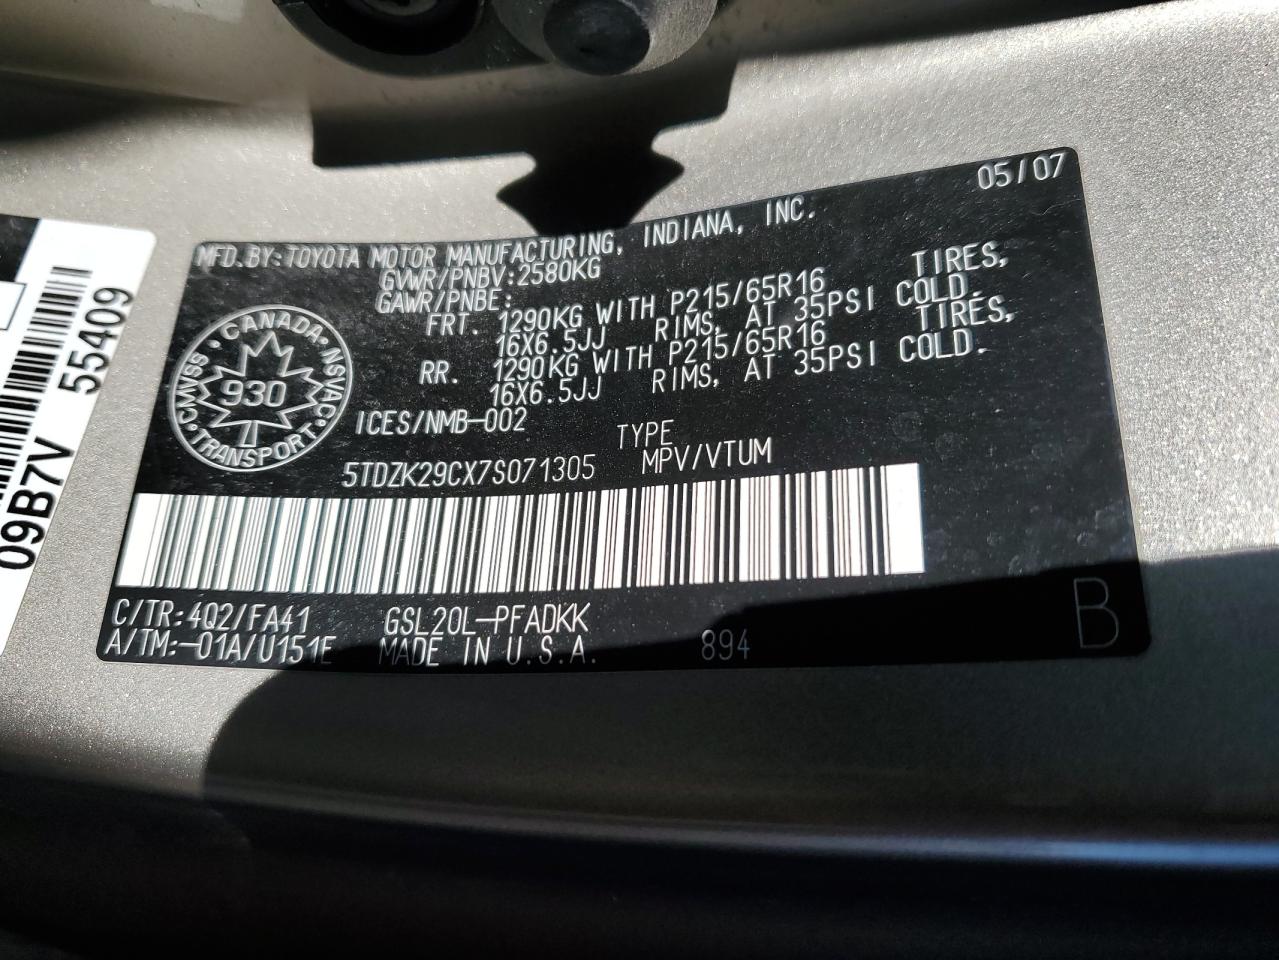 05/07
MFD.BY:TOYOTA MOTOR MANUFACTURING, INDIANA, INC.
GVWR/PNBV:2580KG
GAWR/PNBE:
FRT. 1290KG WITH P215/65R16 TIRES,
16X6.5JJ RIMS, AT 35PSI COLD.
RR. 1290KG WITH P215/65R16 TIRES,
16X6.5JJ RIMS, AT 35PSI COLD.
CANADA
CMVSS 930 NSVAC
TRANSPORT
ICES/NMB-002
TYPE
5TDZK29CX7S071305 MPV/VTUM
C/TR:4Q2/FA41 GSL20L-PFADKK
A/TM:-01A/U151E MADE IN U.S.A. 894
B
09B7V 55409